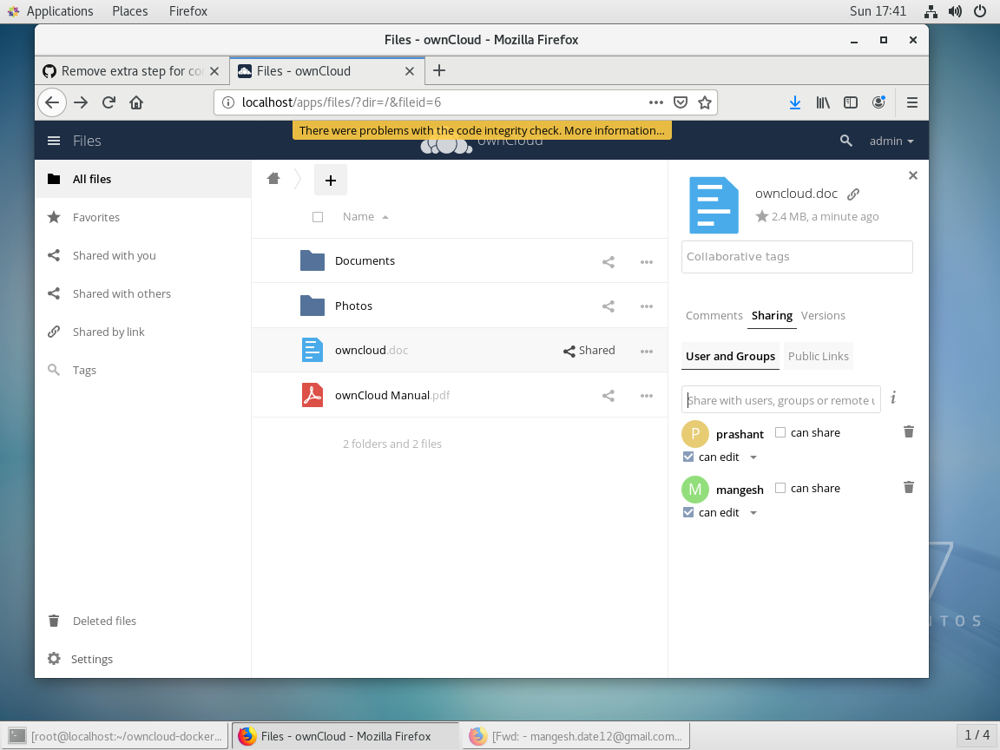 Applications Places Firefox Sun 17:41
Files - ownCloud - Mozilla Firefox
Remove extra step for co
Files - ownCloud
localhost/apps/files/?dir=/&fileid=6
There were problems with the code integrity check. More information...
Files ownCloud admin
All files
Favorites
Shared with you
Shared with others
Shared by link
Tags
Deleted files
Settings
Name
Documents
Photos
owncloud.doc Shared
ownCloud Manual.pdf
2 folders and 2 files
owncloud.doc
2.4 MB, a minute ago
Collaborative tags
Comments Sharing Versions
User and Groups Public Links
Share with users, groups or remote u
P prashant can share
can edit
M mangesh can share
can edit
7
NTOS
[root@localhost:~/owncloud-docker... Files - ownCloud - Mozilla Firefox [Fwd: - mangesh.date12@gmail.com... 1 / 4